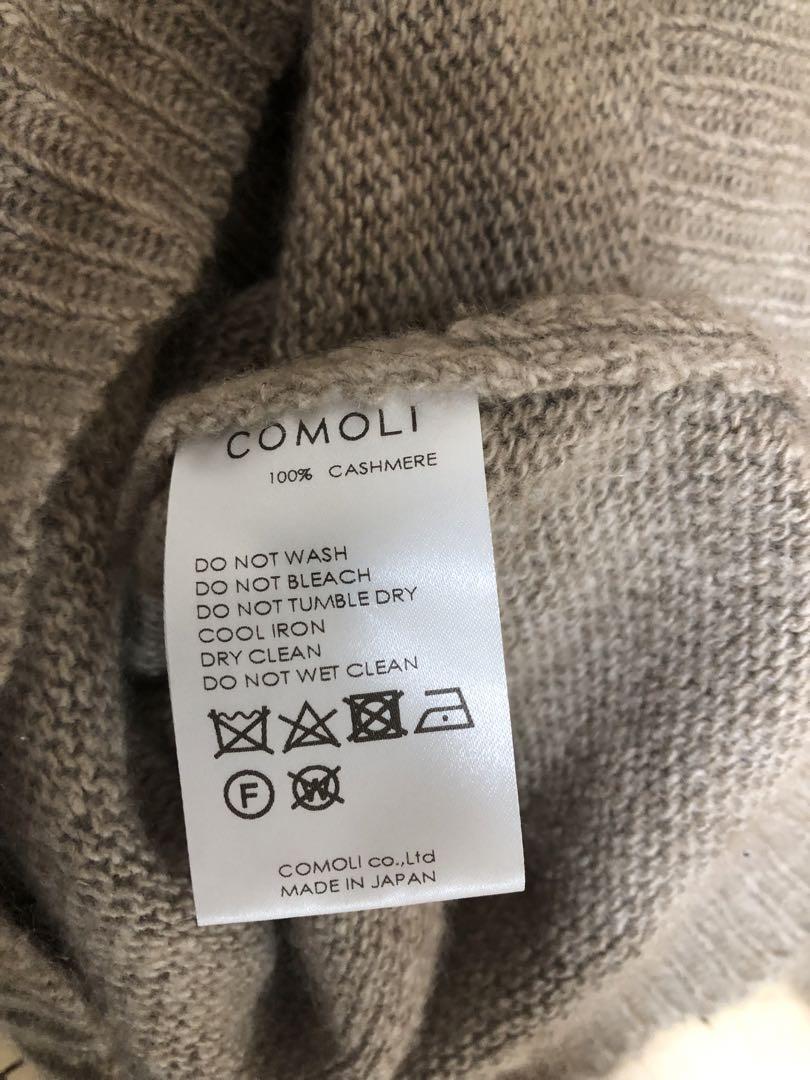 COMOLI
100% CASHMERE
DO NOT WASH
DO NOT BLEACH
DO NOT TUMBLE DRY
COOL IRON
DRY CLEAN
DO NOT WET CLEAN
F W
COMOLI co.,Ltd
MADE IN JAPAN